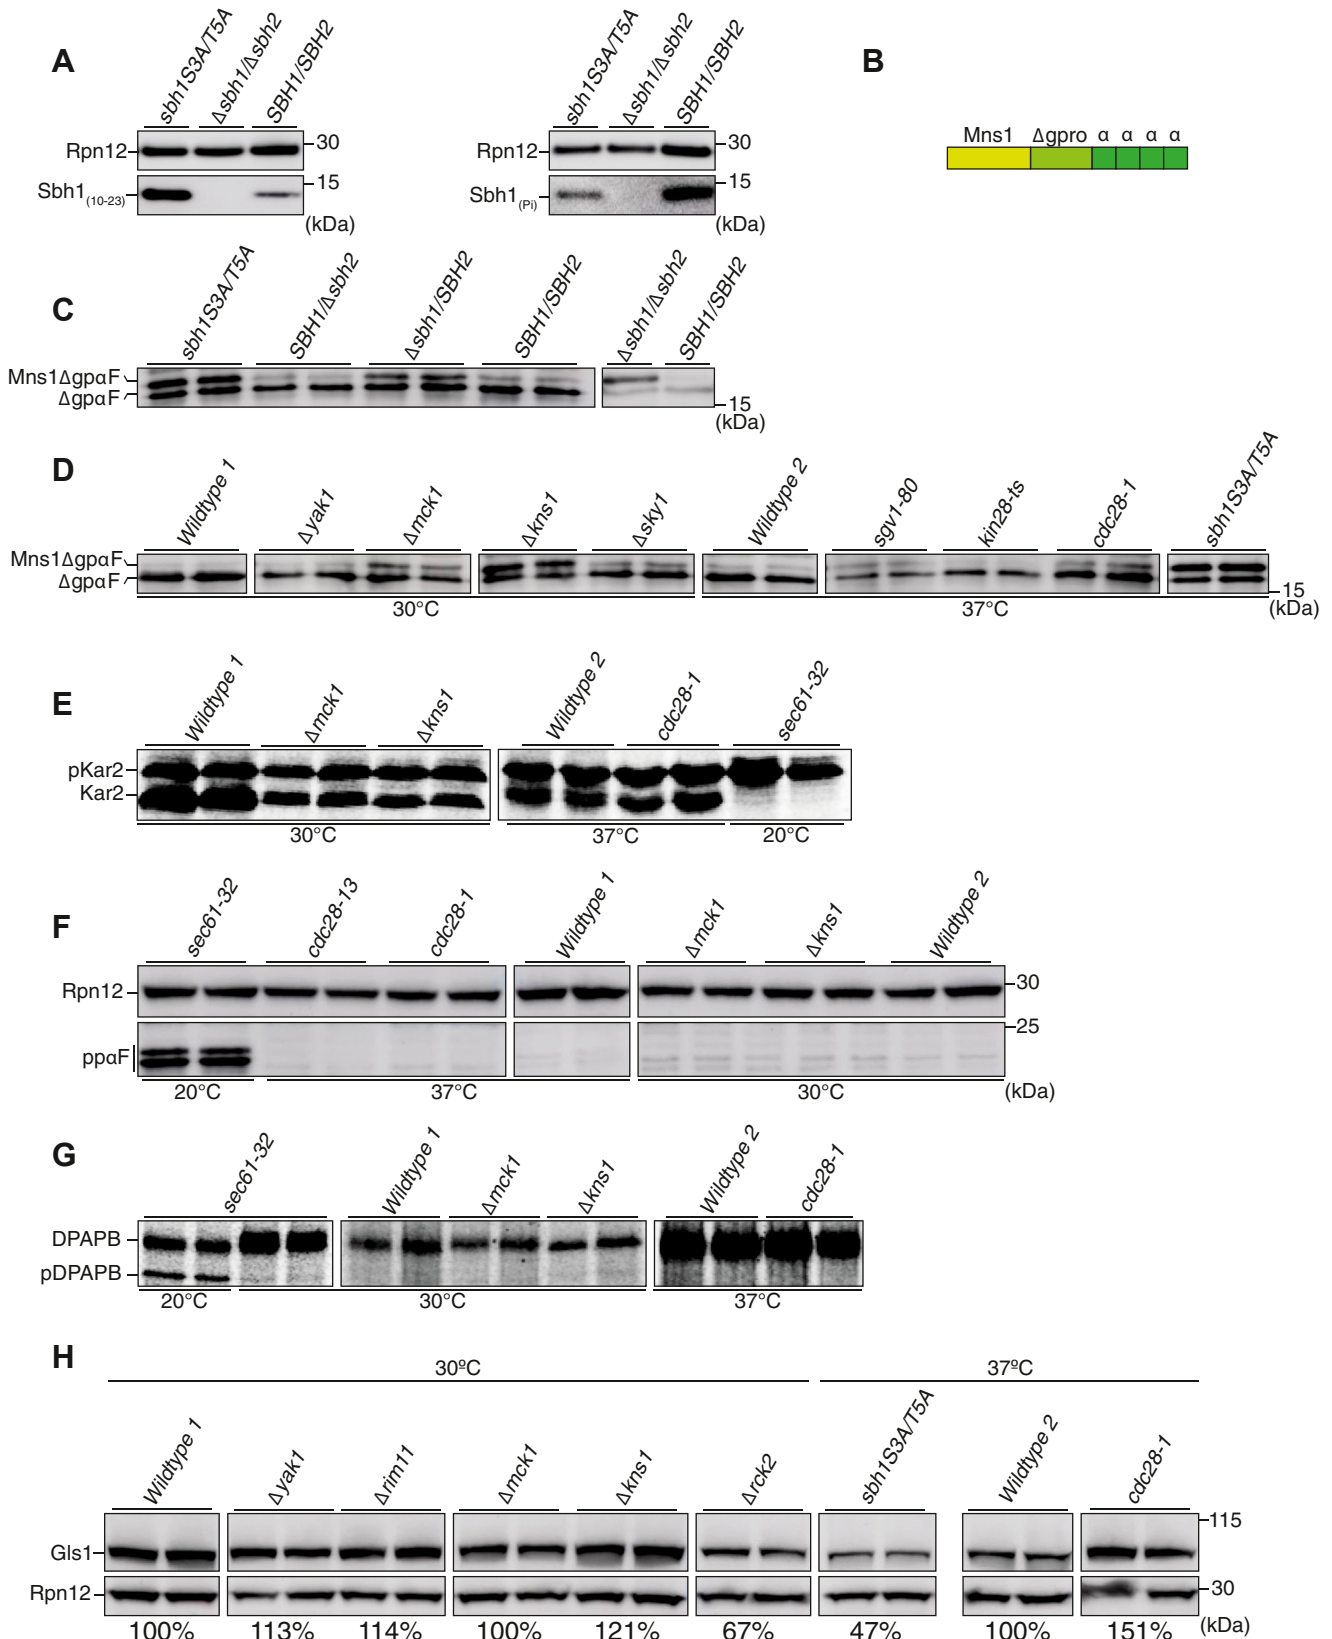 A
sbh1S3A/T5A
Δsbh1/Δsbh2
SBH1/SBH2
Rpn12
30
Sbh1(10-23)
15
(kDa)
sbh1S3A/T5A
Δsbh1/Δsbh2
SBH1/SBH2
Rpn12
30
Sbh1(Pi)
15
(kDa)
B
Mns1 Δgpro α α α α
C
sbh1S3A/T5A
SBH1/Δsbh2
Δsbh1/SBH2
SBH1/SBH2
Δsbh1/Δsbh2
SBH1/SBH2
Mns1ΔgpαF
ΔgpαF
15
(kDa)
D
Wildtype 1
Δyak1
Δmck1
Δkns1
Δsky1
Wildtype 2
sgv1-80
kin28-ts
cdc28-1
sbh1S3A/T5A
Mns1ΔgpαF
ΔgpαF
15
30°C 37°C (kDa)
E
Wildtype 1
Δmck1
Δkns1
Wildtype 2
cdc28-1
sec61-32
pKar2
Kar2
30°C 37°C 20°C
F
sec61-32
cdc28-13
cdc28-1
Wildtype 1
Δmck1
Δkns1
Wildtype 2
Rpn12
30
25
ppαF
20°C 37°C 30°C (kDa)
G
sec61-32
Wildtype 1
Δmck1
Δkns1
Wildtype 2
cdc28-1
DPAPB
pDPAPB
20°C 30°C 37°C
H
30ºC 37ºC
Wildtype 1
Δyak1
Δrim11
Δmck1
Δkns1
Δrck2
sbh1S3A/T5A
Wildtype 2
cdc28-1
115
Gls1
Rpn12
30
100% 113% 114% 100% 121% 67% 47% 100% 151% (kDa)